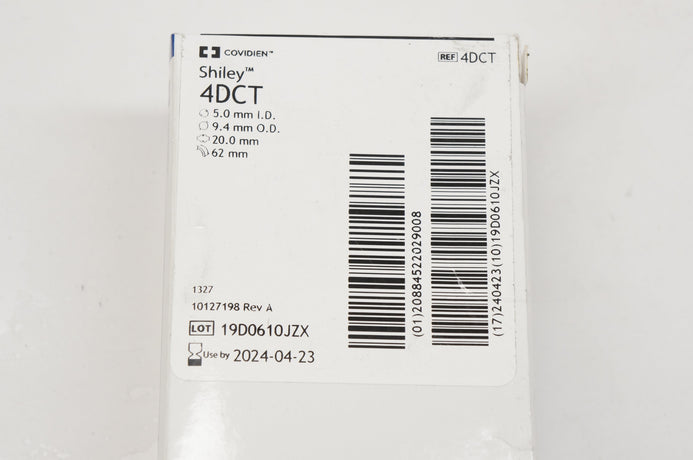 COVIDIEN™
REF 4DCT
Shiley™
4DCT
5.0 mm I.D.
9.4 mm O.D.
20.0 mm
62 mm
(01)20884522029008
(17)240423(10)19D0610JZX
1327
10127198 Rev A
LOT 19D0610JZX
Use by 2024-04-23